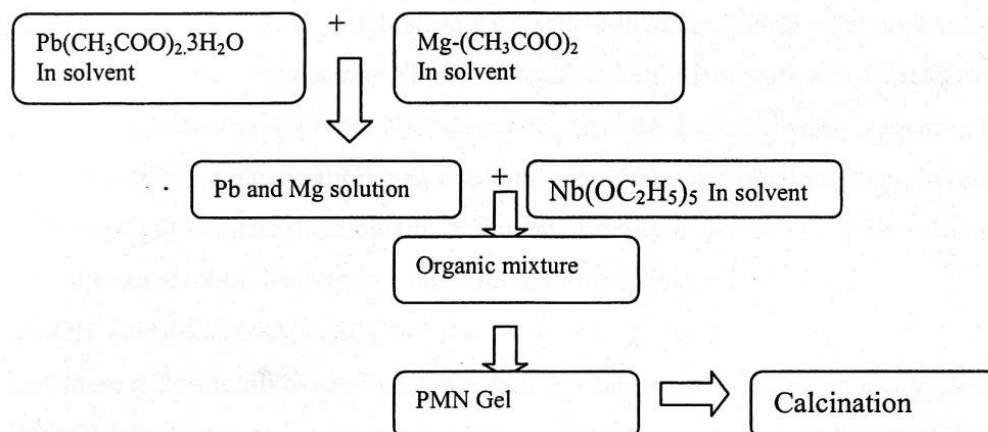 +
Pb(CH₃COO)₂.3H₂O
In solvent
Mg-(CH₃COO)₂
In solvent
+
Pb and Mg solution
Nb(OC₂H₅)₅ In solvent
Organic mixture
PMN Gel
Calcination